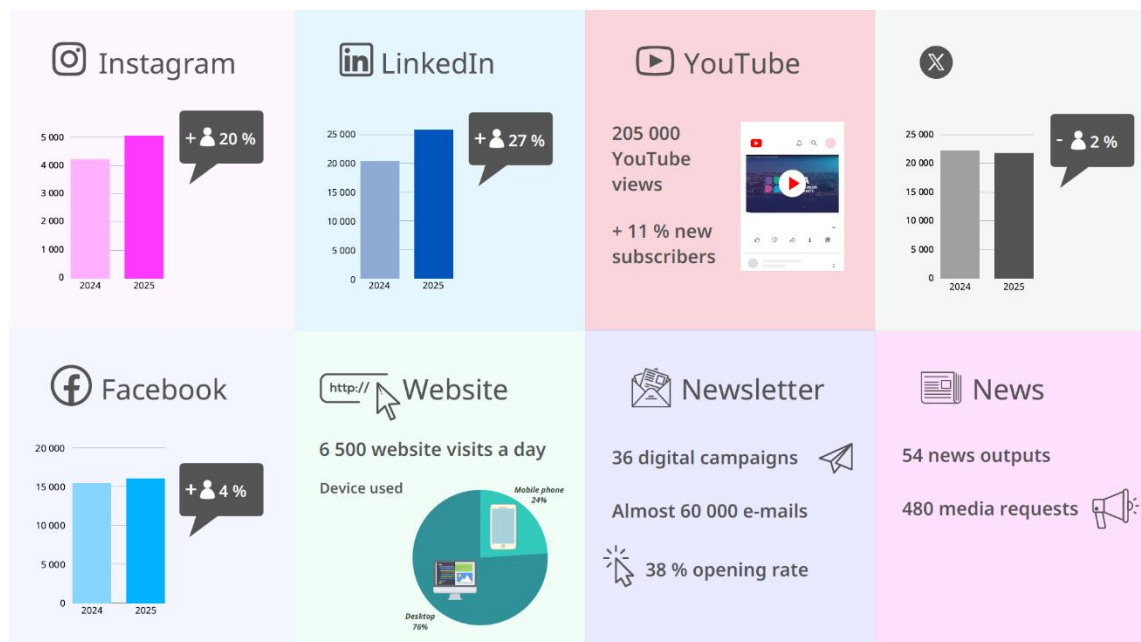 Instagram
+ 20 %
5 000
4 000
3 000
2 000
1 000
0
2024
2025
LinkedIn
+ 27 %
25 000
20 000
15 000
10 000
5 000
0
2024
2025
YouTube
205 000
YouTube
views
+ 11 % new
subscribers
X
- 2 %
25 000
20 000
15 000
10 000
5 000
0
2024
2025
Facebook
+ 4 %
20 000
15 000
10 000
5 000
0
2024
2025
http://
Website
6 500 website visits a day
Device used
Mobile phone
24%
Desktop
76%
Newsletter
36 digital campaigns
Almost 60 000 e-mails
38 % opening rate
News
54 news outputs
480 media requests